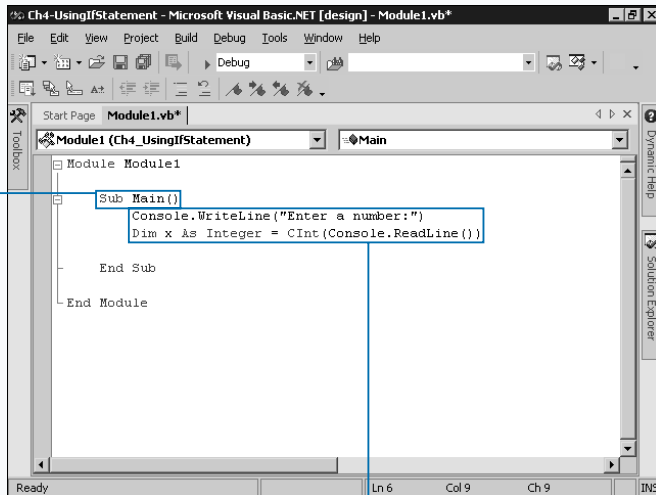 Ch4-UsingIfStatement - Microsoft Visual Basic.NET [design] - Module1.vb*
File Edit View Project Build Debug Tools Window Help
Debug
Start Page Module1.vb*
Module1 (Ch4_UsingIfStatement) Main
Toolbox
Module Module1
Sub Main()
Console.WriteLine("Enter a number:")
Dim x As Integer = CInt(Console.ReadLine())
End Sub
End Module
Dynamic Help
Solution Explorer
Ready Ln 6 Col 9 Ch 9 INS